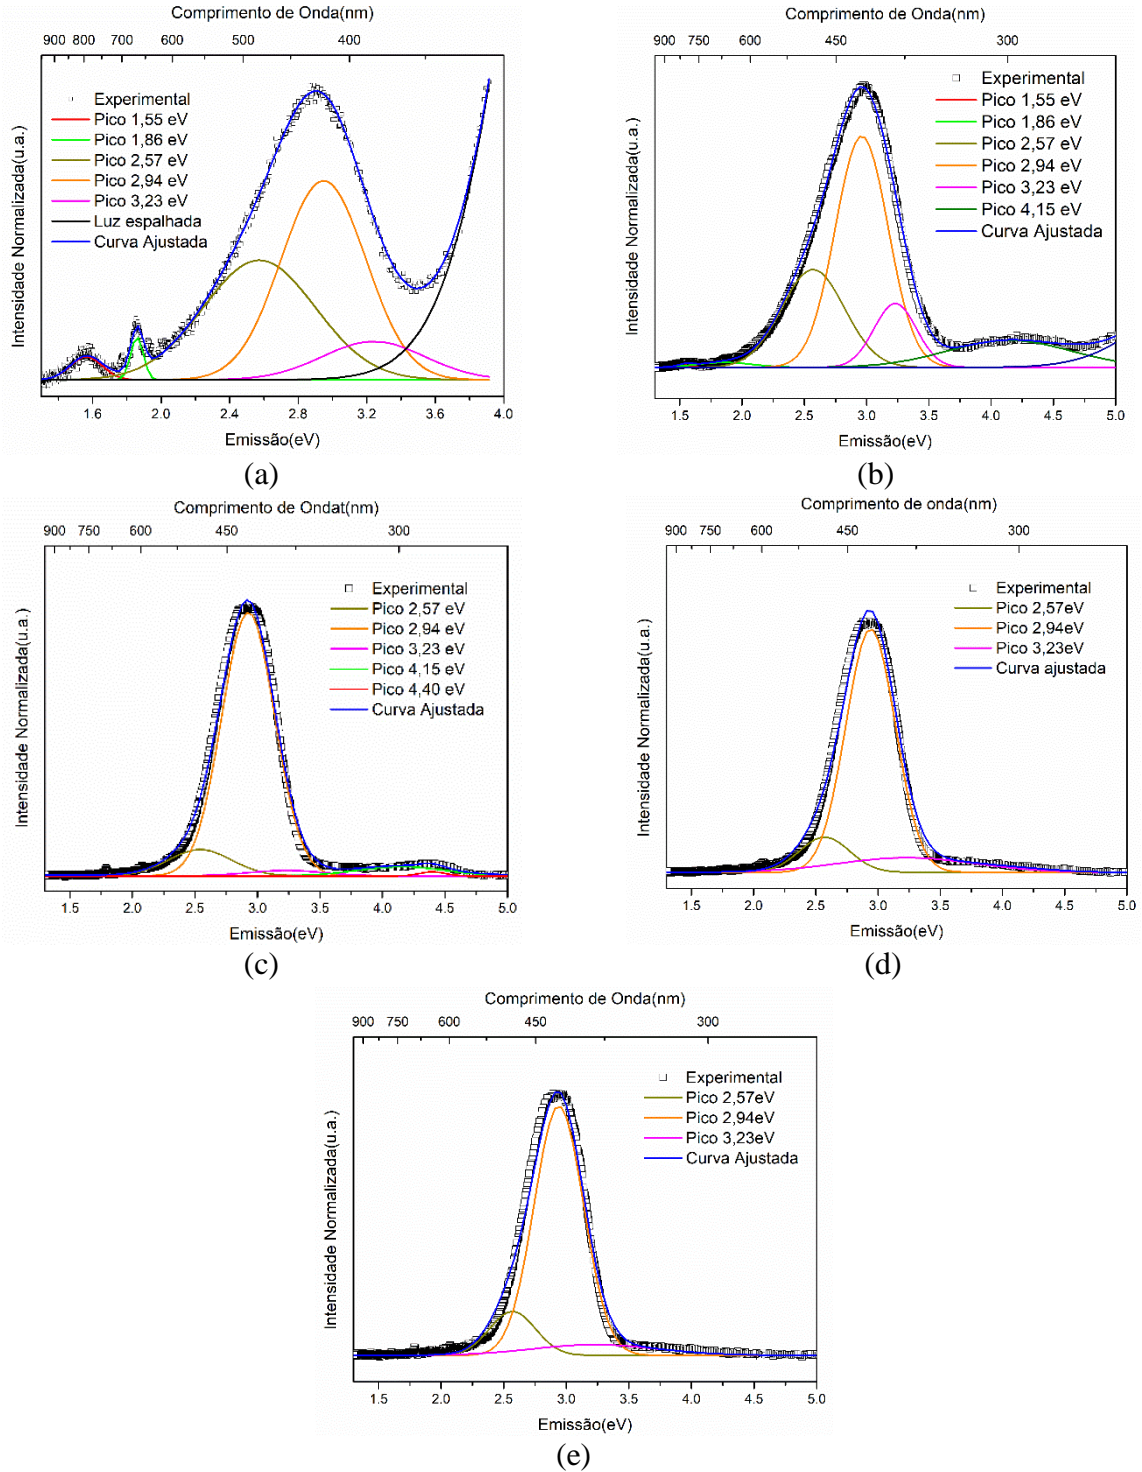 Comprimento de Onda(nm)
900 800 700 600 500 400
Intensidade Normalizada(u.a.)
Experimental
Pico 1,55 eV
Pico 1,86 eV
Pico 2,57 eV
Pico 2,94 eV
Pico 3,23 eV
Luz espalhada
Curva Ajustada
1.6 2.0 2.4 2.8 3.2 3.6 4.0
Emissão(eV)
(a)
Comprimento de Onda(nm)
900 750 600 450 300
Intensidade Normalizada(u.a.)
Experimental
Pico 1,55 eV
Pico 1,86 eV
Pico 2,57 eV
Pico 2,94 eV
Pico 3,23 eV
Pico 4,15 eV
Curva Ajustada
1.5 2.0 2.5 3.0 3.5 4.0 4.5 5.0
Emissão(eV)
(b)
Comprimento de Ondat(nm)
900 750 600 450 300
Intensidade Normalizada(u.a.)
Experimental
Pico 2,57 eV
Pico 2,94 eV
Pico 3,23 eV
Pico 4,15 eV
Pico 4,40 eV
Curva Ajustada
1.5 2.0 2.5 3.0 3.5 4.0 4.5 5.0
Emissão(eV)
(c)
Comprimento de onda(nm)
900 750 600 450 300
Intensidade Normalizada(u.a.)
Experimental
Pico 2,57eV
Pico 2,94eV
Pico 3,23eV
Curva ajustada
1.5 2.0 2.5 3.0 3.5 4.0 4.5 5.0
Emissão(eV)
(d)
Comprimento de Onda(nm)
900 750 600 450 300
Intensidade Normalizada(u.a.)
Experimental
Pico 2,57eV
Pico 2,94eV
Pico 3,23eV
Curva Ajustada
1.5 2.0 2.5 3.0 3.5 4.0 4.5 5.0
Emissão(eV)
(e)